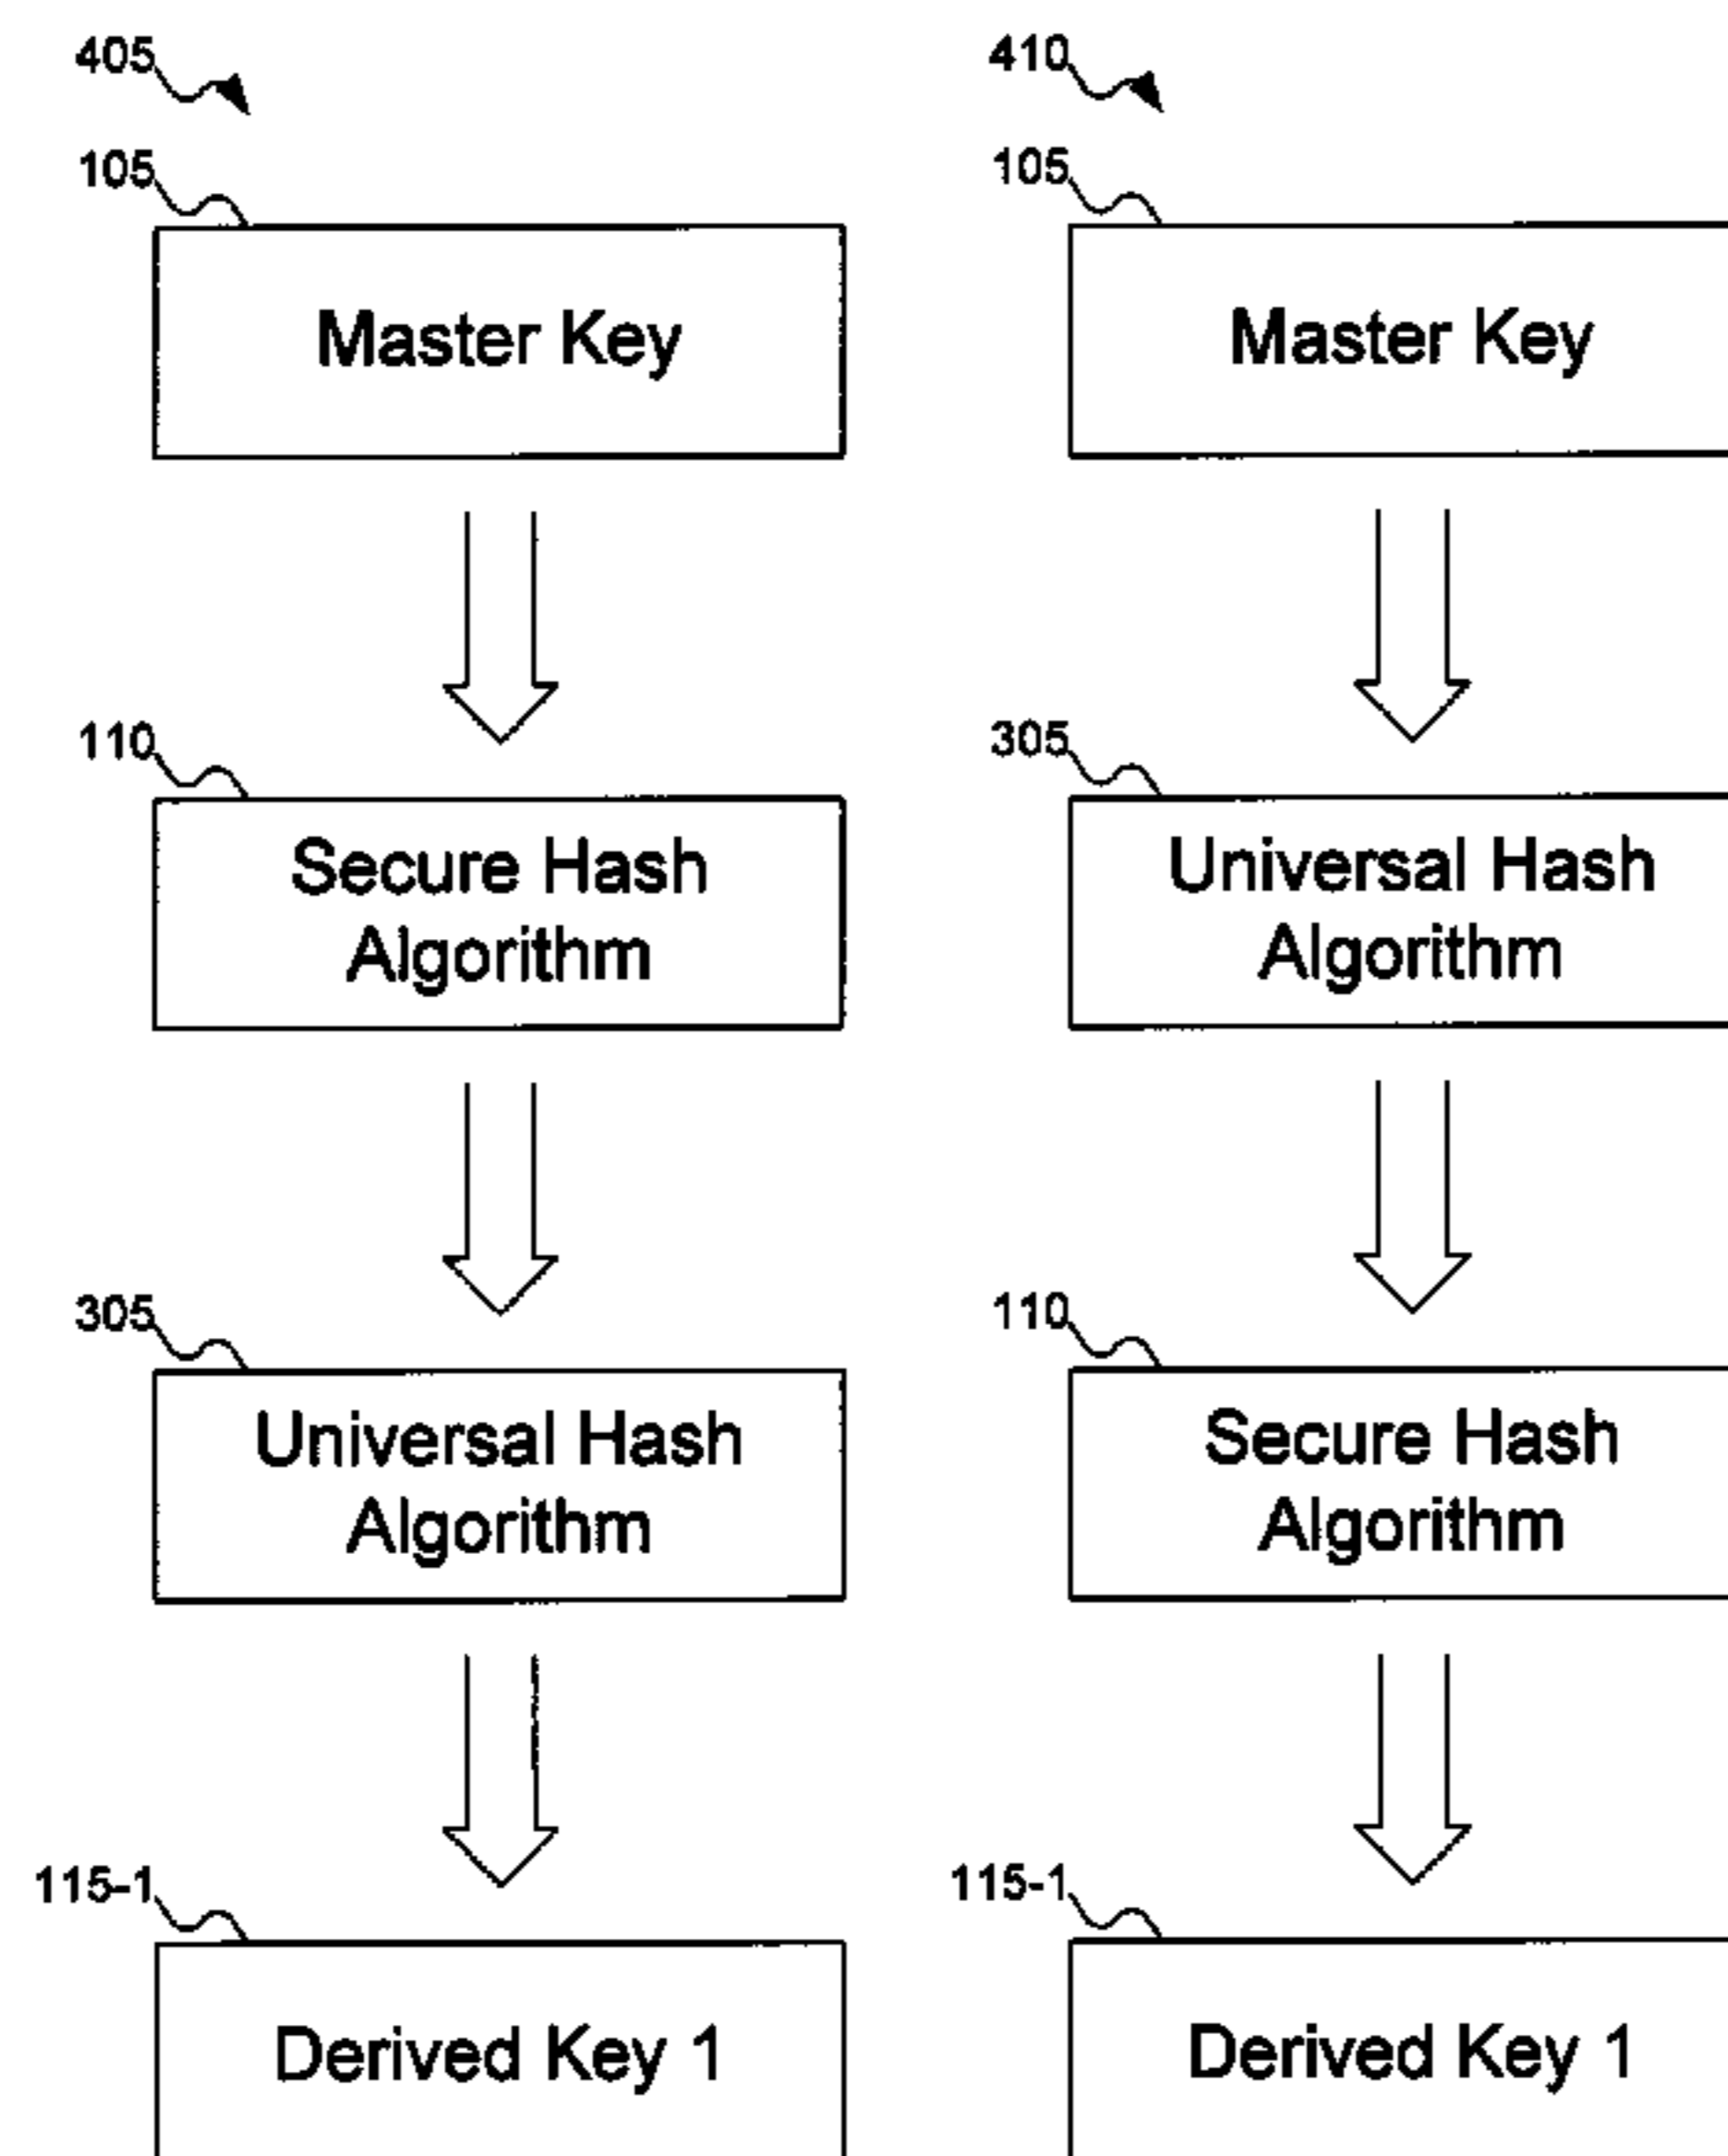 405
105
Master Key
110
Secure Hash
Algorithm
305
Universal Hash
Algorithm
115-1
Derived Key 1
410
105
Master Key
305
Universal Hash
Algorithm
110
Secure Hash
Algorithm
115-1
Derived Key 1